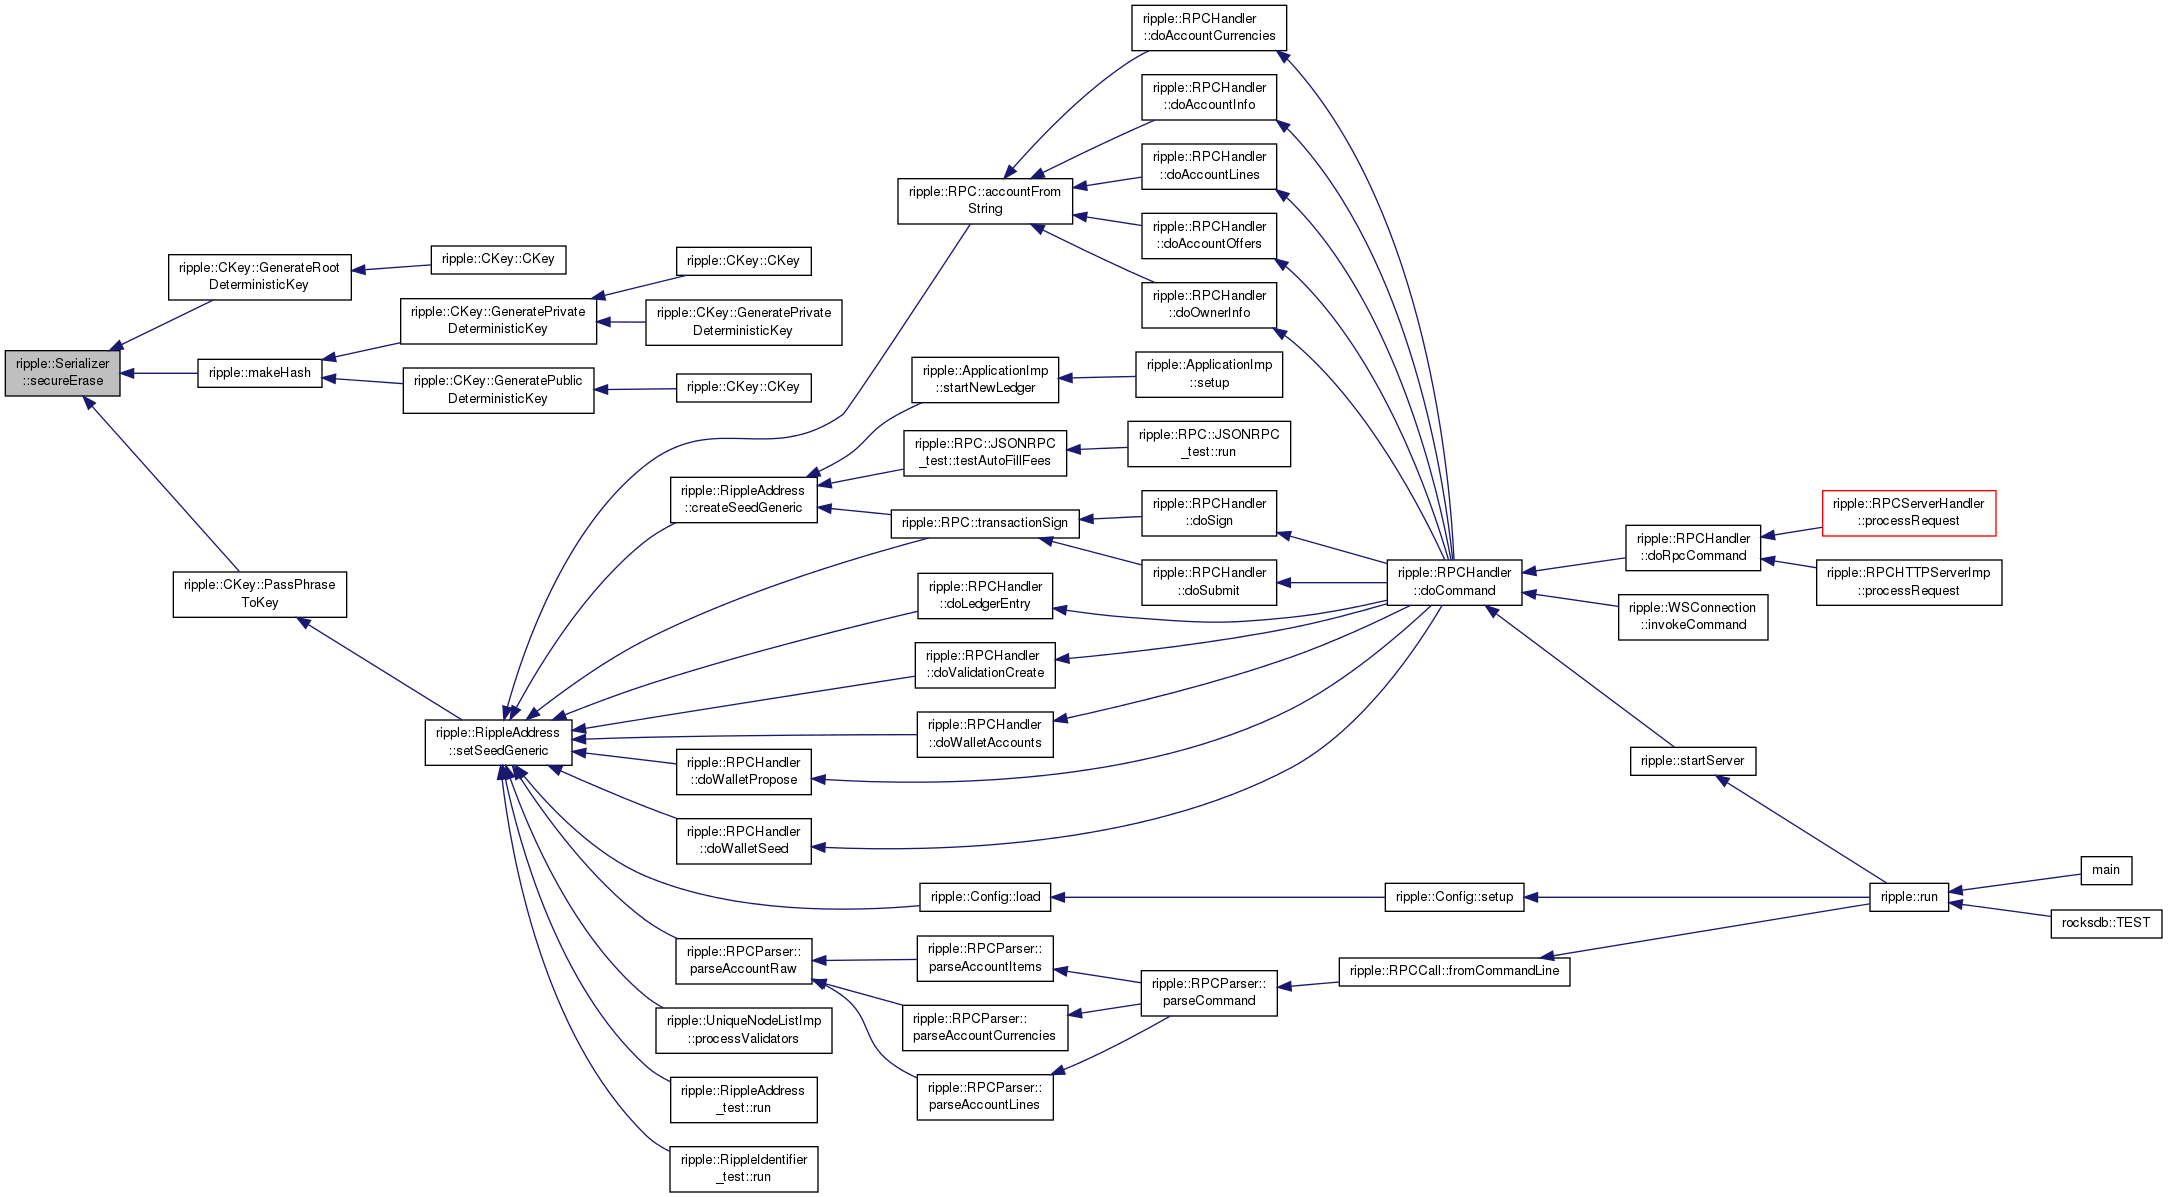 ripple::Serializer
::secureErase
ripple::CKey::GenerateRoot
DeterministicKey
ripple::CKey::CKey
ripple::makeHash
ripple::CKey::GeneratePrivate
DeterministicKey
ripple::CKey::CKey
ripple::CKey::GeneratePrivate
DeterministicKey
ripple::CKey::GeneratePublic
DeterministicKey
ripple::CKey::CKey
ripple::CKey::PassPhrase
ToKey
ripple::RippleAddress
::setSeedGeneric
ripple::RPC::accountFrom
String
ripple::RPCHandler
::doAccountCurrencies
ripple::RPCHandler
::doAccountInfo
ripple::RPCHandler
::doAccountLines
ripple::RPCHandler
::doAccountOffers
ripple::RPCHandler
::doOwnerInfo
ripple::RippleAddress
::createSeedGeneric
ripple::ApplicationImp
::startNewLedger
ripple::ApplicationImp
::setup
ripple::RPC::JSONRPC
_test::testAutoFillFees
ripple::RPC::JSONRPC
_test::run
ripple::RPC::transactionSign
ripple::RPCHandler
::doSign
ripple::RPCHandler
::doSubmit
ripple::RPCHandler
::doLedgerEntry
ripple::RPCHandler
::doValidationCreate
ripple::RPCHandler
::doWalletAccounts
ripple::RPCHandler
::doWalletPropose
ripple::RPCHandler
::doWalletSeed
ripple::RPCHandler
::doCommand
ripple::RPCHandler
::doRpcCommand
ripple::RPCServerHandler
::processRequest
ripple::RPCHTTPServerImp
::processRequest
ripple::WSConnection
::invokeCommand
ripple::startServer
ripple::Config::load
ripple::Config::setup
ripple::run
main
rocksdb::TEST
ripple::RPCParser::
parseAccountRaw
ripple::RPCParser::
parseAccountItems
ripple::RPCParser::
parseAccountCurrencies
ripple::RPCParser::
parseAccountLines
ripple::RPCParser::
parseCommand
ripple::RPCCall::fromCommandLine
ripple::UniqueNodeListImp
::processValidators
ripple::RippleAddress
_test::run
ripple::RippleIdentifier
_test::run